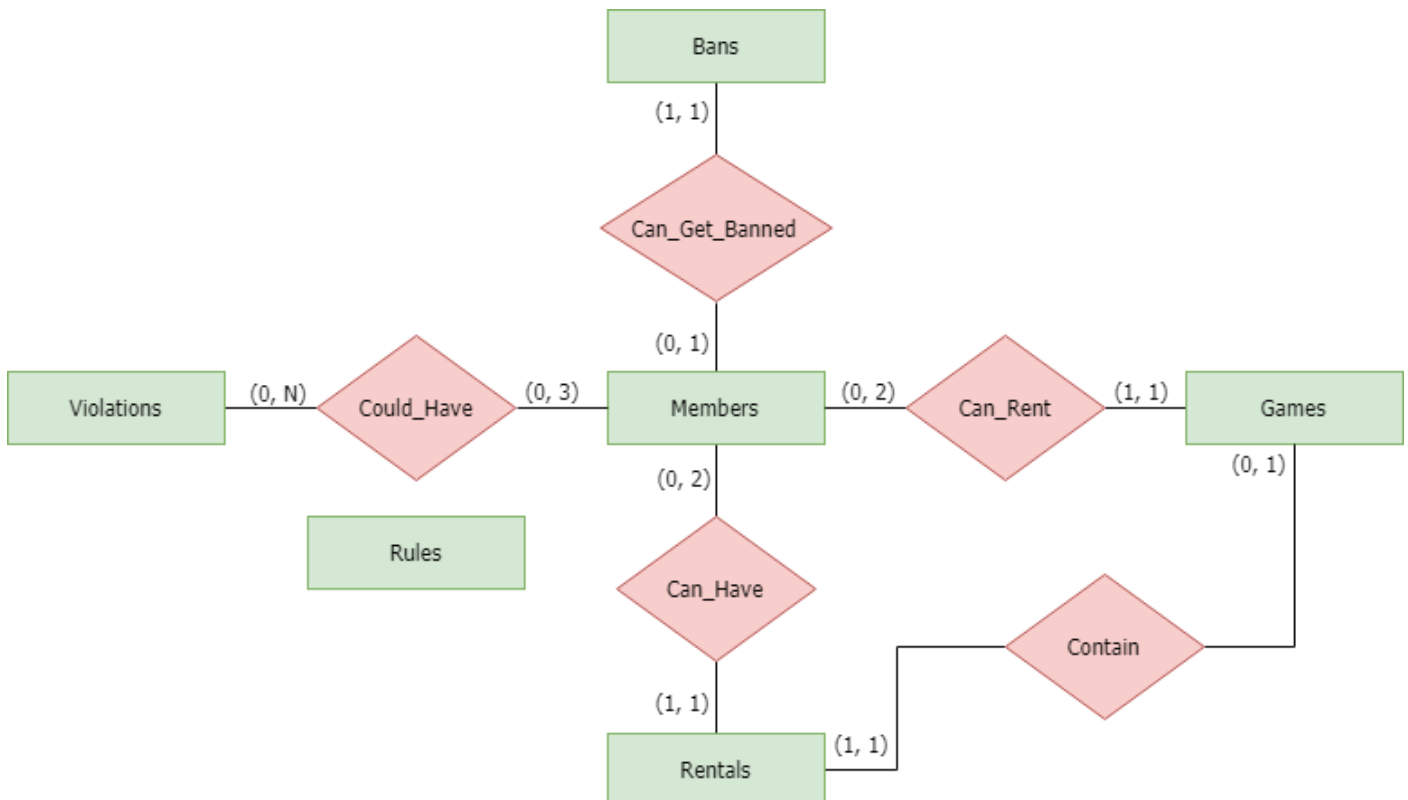 Bans
(1, 1)
Can_Get_Banned
(0, 1)
Violations
(0, N)
Could_Have
(0, 3)
Members
(0, 2)
Can_Rent
(1, 1)
Games
(0, 2)
(0, 1)
Rules
Can_Have
Contain
(1, 1)
(1, 1)
Rentals